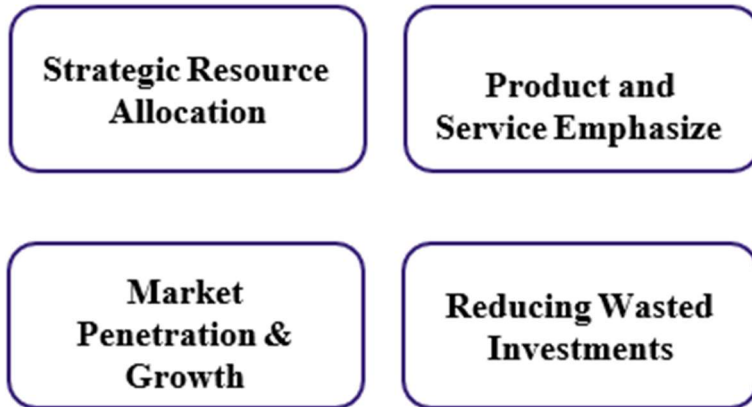 Strategic Resource
Allocation
Product and
Service Emphasize
Market
Penetration &
Growth
Reducing Wasted
Investments